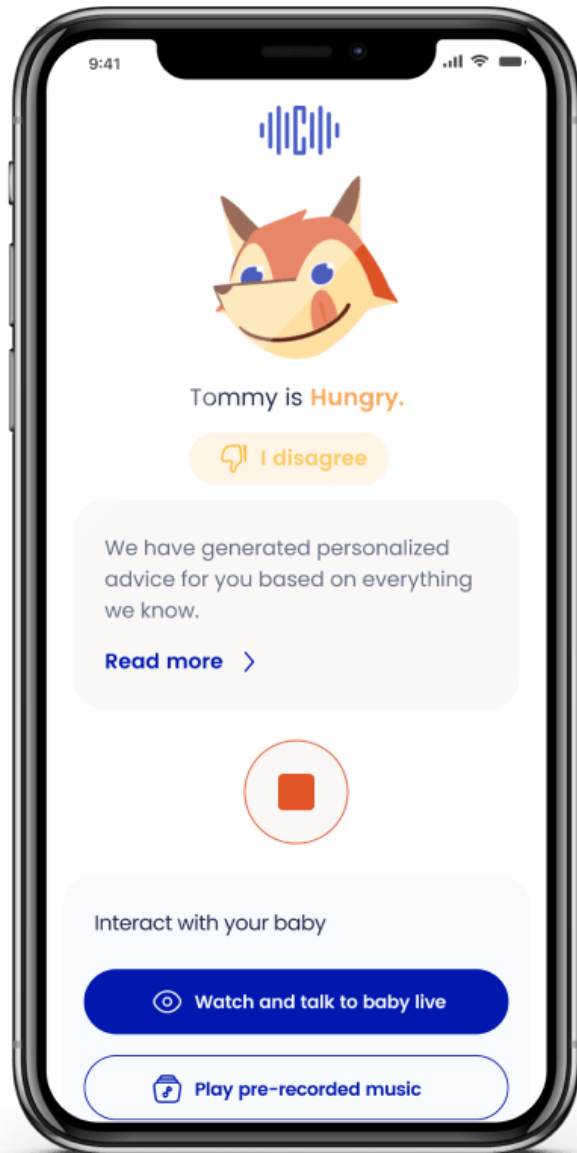 9:41
Tommy is Hungry.
I disagree
We have generated personalized
advice for you based on everything
we know.
Read more
Interact with your baby
Watch and talk to baby live
Play pre-recorded music